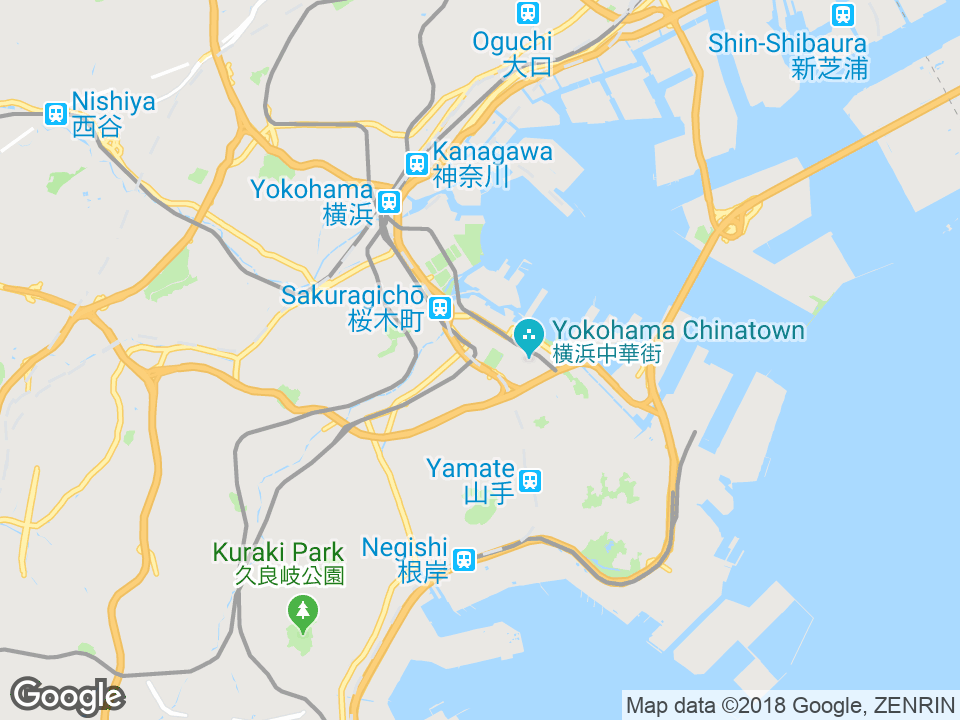 Oguchi
大口
Shin-Shibaura
新芝浦
Nishiya
西谷
Kanagawa
神奈川
Yokohama
横浜
Sakuragichō
桜木町
Yokohama Chinatown
横浜中華街
Yamate
山手
Negishi
根岸
Kuraki Park
久良岐公園
Google
Map data ©2018 Google, ZENRIN